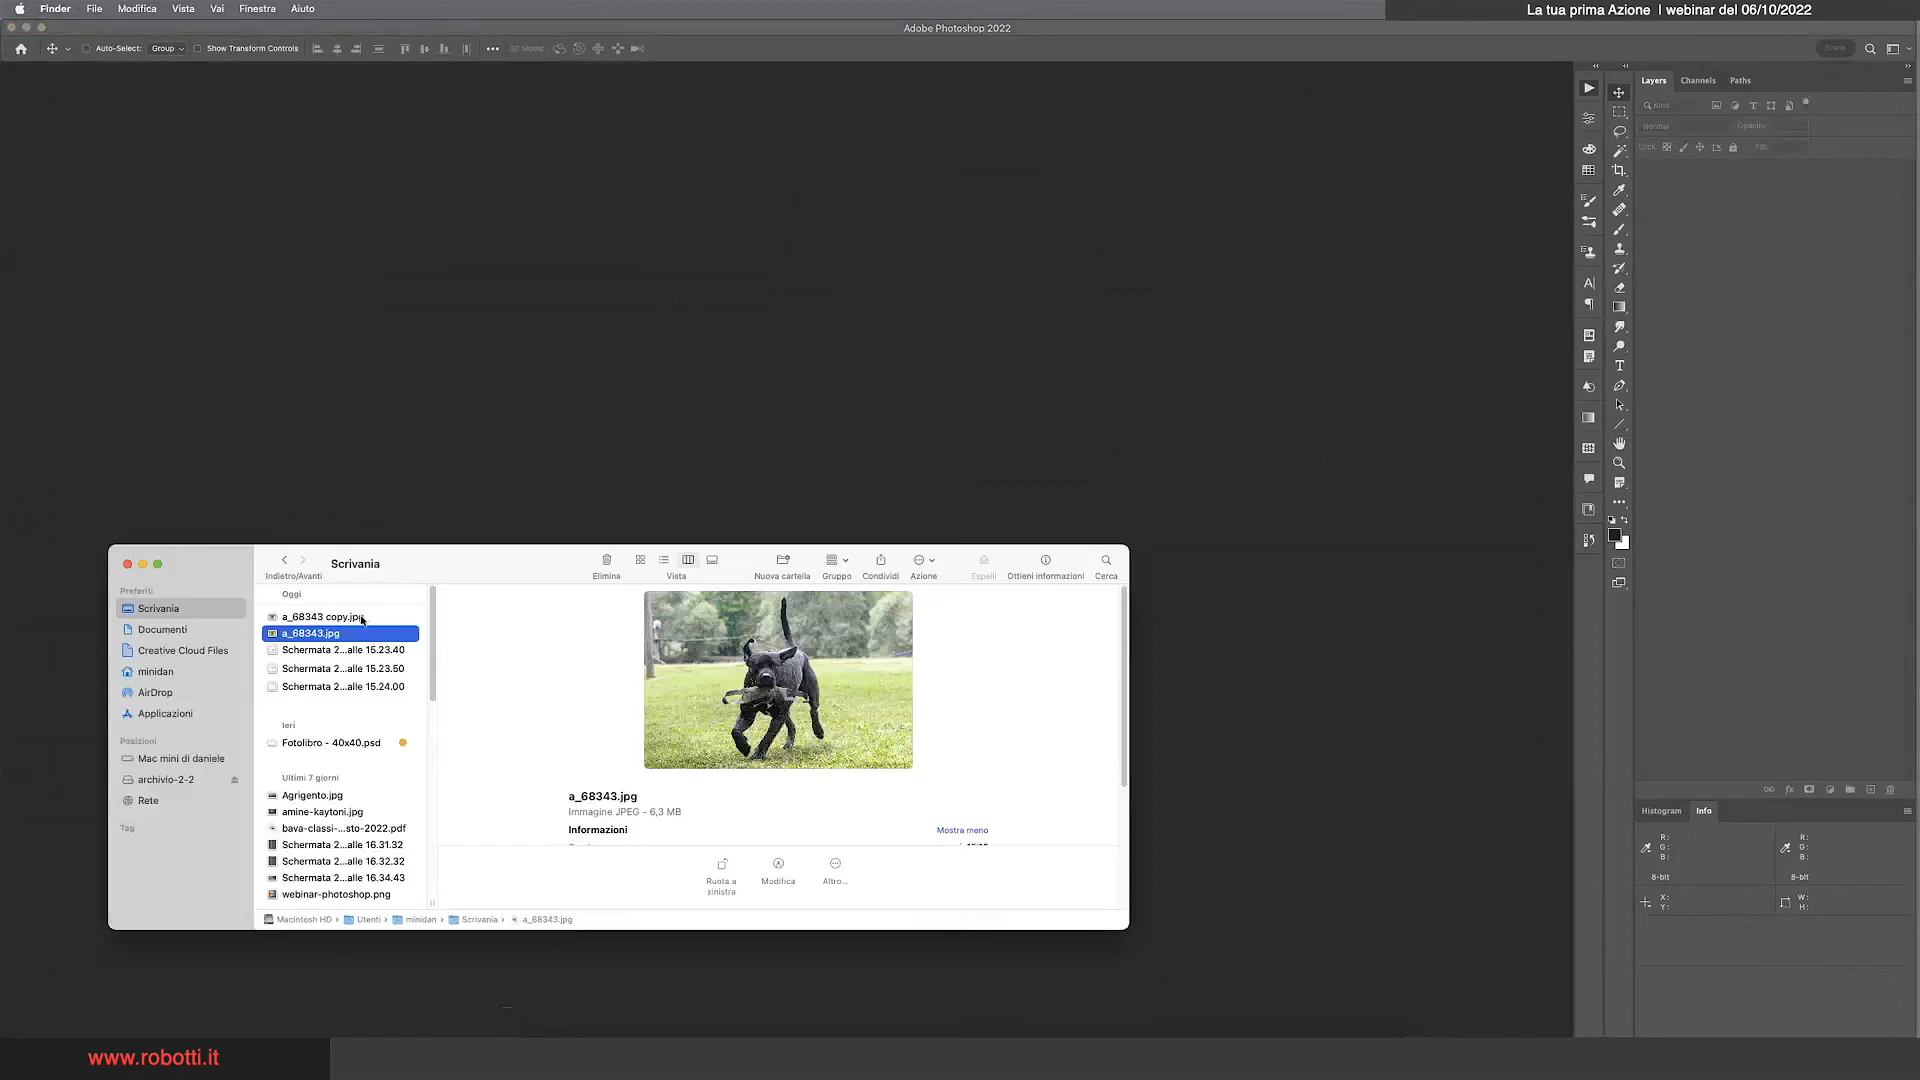 Finder File Modifica Vista Vai Finestra Aiuto
La tua prima Azione | webinar del 06/10/2022
Adobe Photoshop 2022
Auto-Select: Group Show Transform Controls
3D Mode:
Share
Layers Channels Paths
Kind
Normal Opacity:
Lock: Fill:
Scrivania
Indietro/Avanti
Elimina Vista Nuova cartella Gruppo Condividi Azione Espelli Ottieni informazioni Cerca
Preferiti
Scrivania
Documenti
Creative Cloud Files
minidan
AirDrop
Applicazioni
Posizioni
Mac mini di daniele
archivio-2-2
Rete
Tag
Oggi
a_68343 copy.jpg
a_68343.jpg
Schermata 2...alle 15.23.40
Schermata 2...alle 15.23.50
Schermata 2...alle 15.24.00
Ieri
Fotolibro - 40x40.psd
Ultimi 7 giorni
Agrigento.jpg
amine-kaytoni.jpg
bava-classi-...sto-2022.pdf
Schermata 2...alle 16.31.32
Schermata 2...alle 16.32.32
Schermata 2...alle 16.34.43
webinar-photoshop.png
a_68343.jpg
Immagine JPEG - 6,3 MB
Informazioni Mostra meno
Ruota a sinistra
Modifica
Altro...
Macintosh HD › Utenti › minidan › Scrivania › a_68343.jpg
Histogram Info
R: R:
G: G:
B: B:
8-bit 8-bit
X: W:
Y: H:
www.robotti.it